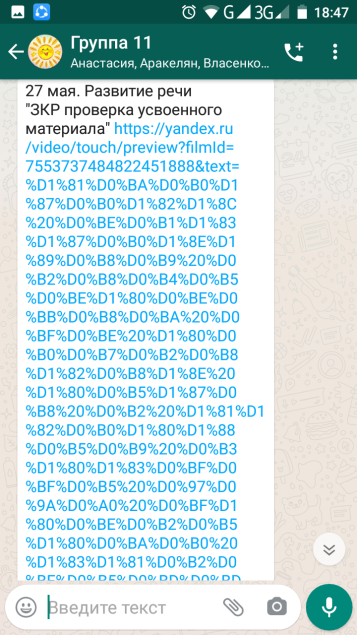 G 3G 18:47
Группа 11
Анастасия, Аракелян, Власенко...
27 мая. Развитие речи
"ЗКР проверка усвоенного
материала" https://yandex.ru
/video/touch/preview?filmId=
7553737484822451888&text=
%D1%81%D0%BA%D0%B0%D1
%87%D0%B0%D1%82%D1%8C
%20%D0%BE%D0%B1%D1%83
%D1%87%D0%B0%D1%8E%D1
%89%D0%B8%D0%B9%20%D0
%B2%D0%B8%D0%B4%D0%B5
%D0%BE%D1%80%D0%BE%D0
%BB%D0%B8%D0%BA%20%D0
%BF%D0%BE%20%D1%80%D0
%B0%D0%B7%D0%B2%D0%B8
%D1%82%D0%B8%D1%8E%20
%D1%80%D0%B5%D1%87%D0
%B8%20%D0%B2%20%D1%81%D1
%82%D0%B0%D1%80%D1%88
%D0%B5%D0%B9%20%D0%B3
%D1%80%D1%83%D0%BF%D0
%BF%D0%B5%20%D0%97%D0
%9A%D0%A0%20%D0%BF%D1
%80%D0%BE%D0%B2%D0%B5
%D1%80%D0%BA%D0%B0%20
%D1%83%D1%81%D0%B2%D0
%BE%D0%B5%D0%BD%D0%BD
Введите текст